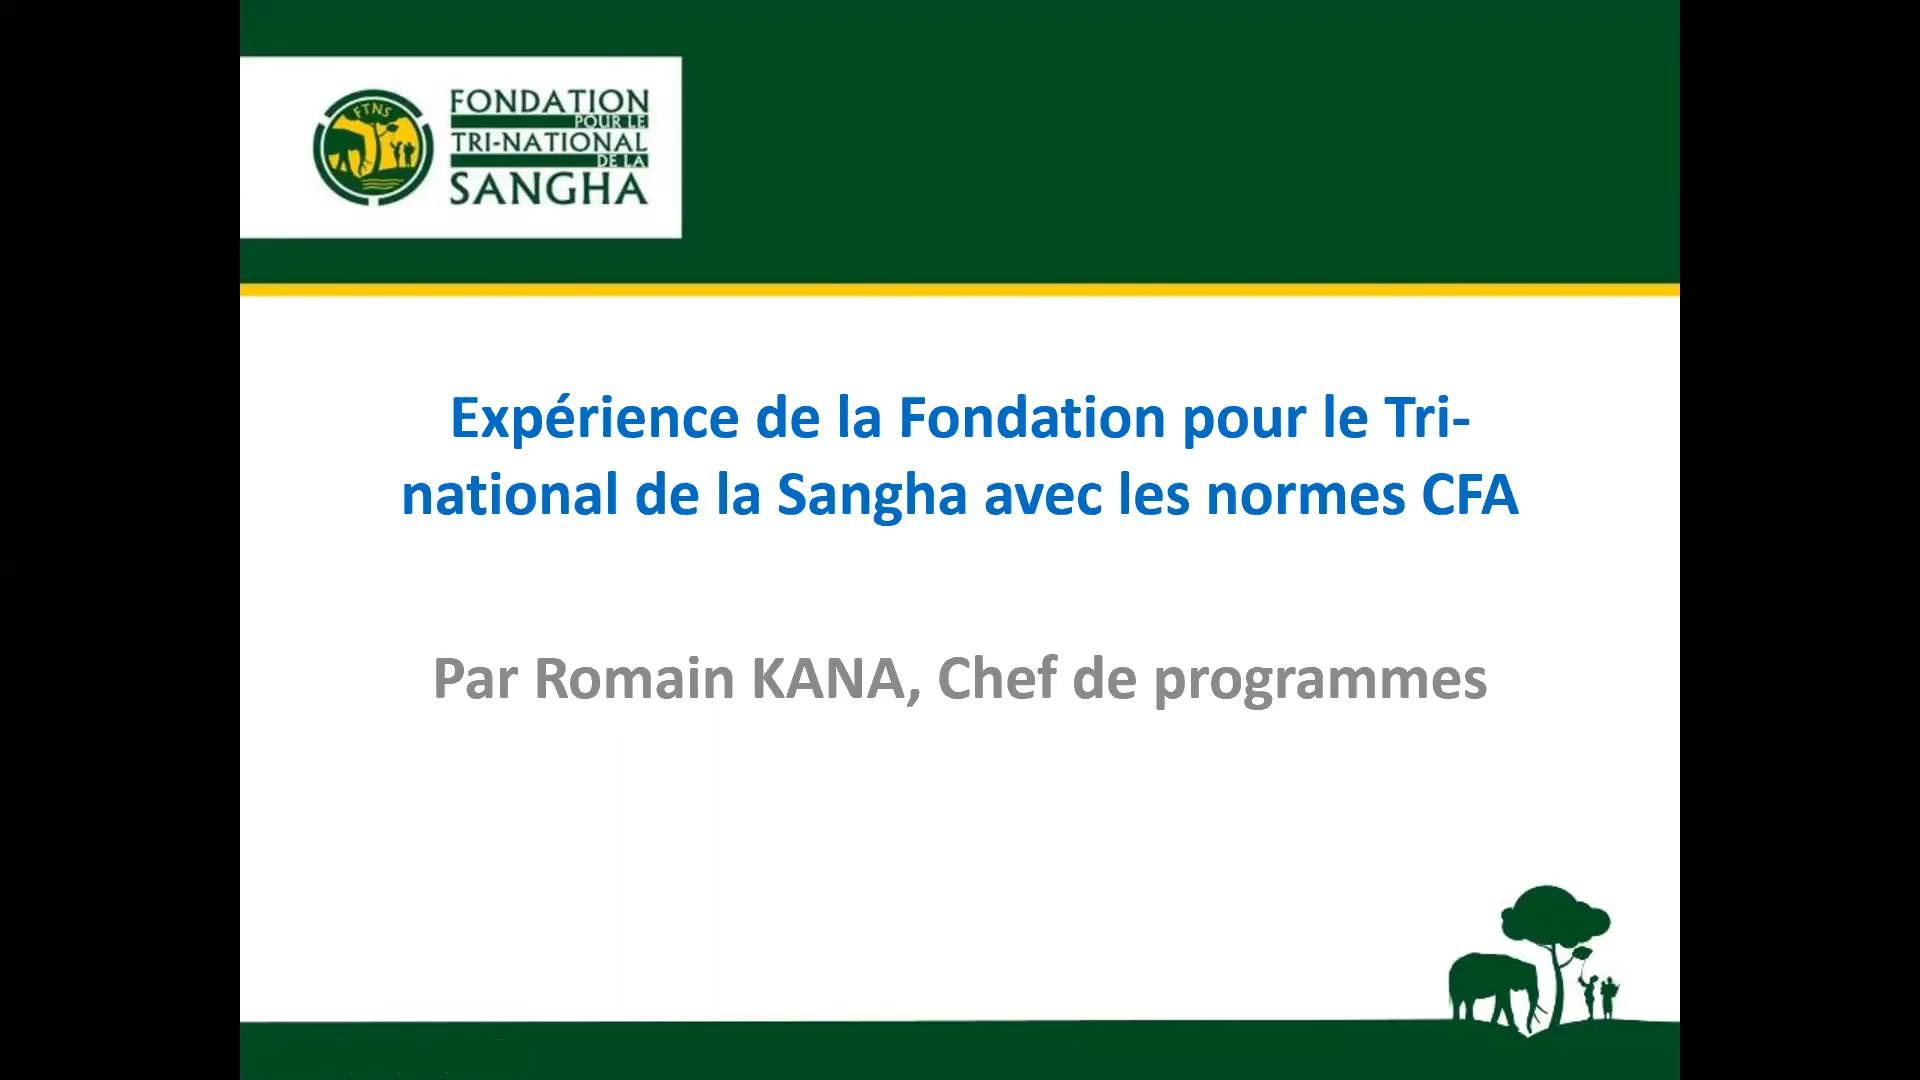 FTNS
FONDATION
POUR LE
TRI-NATIONAL
DE LA
SANGHA
Expérience de la Fondation pour le Tri-
national de la Sangha avec les normes CFA
Par Romain KANA, Chef de programmes